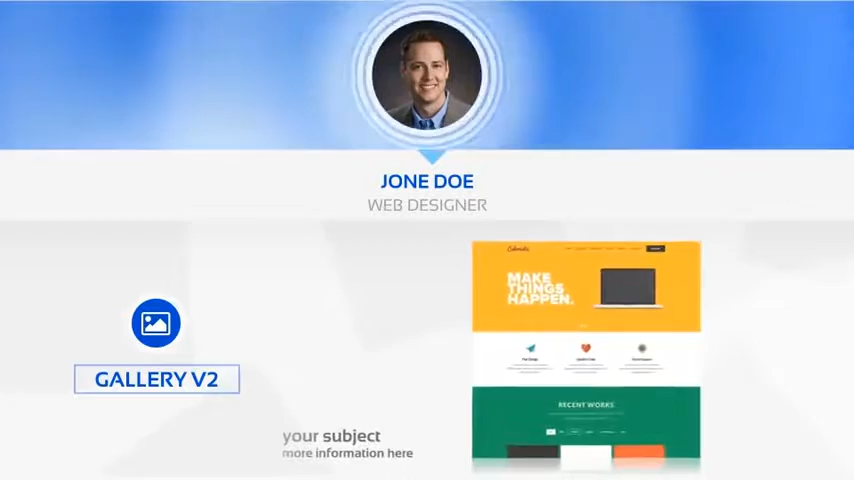 JONE DOE
WEB DESIGNER
GALLERY V2
your subject
more information here
MAKE
THINGS
HAPPEN.
RECENT WORKS